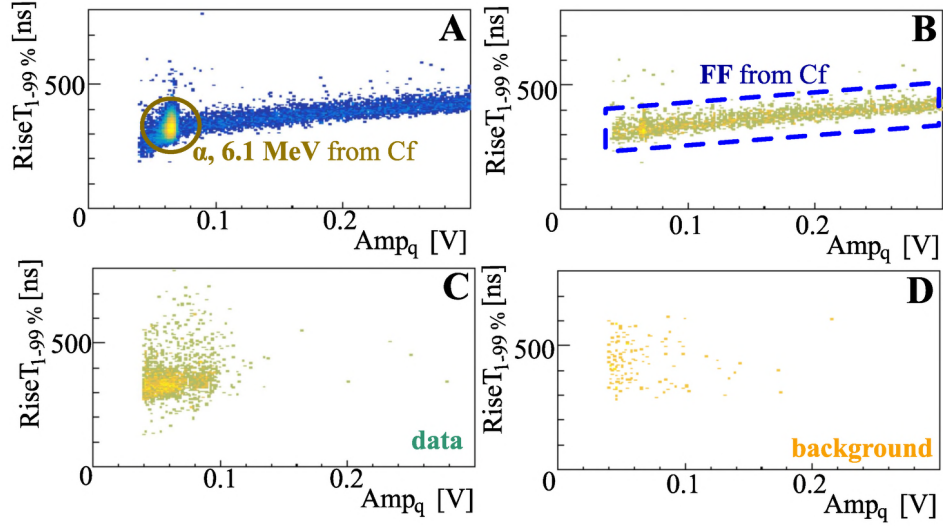 A
RiseT1-99 % [ns]
500
0
α, 6.1 MeV from Cf
0.1
0.2
Ampq [V]
B
RiseT1-99 % [ns]
500
0
FF from Cf
0.1
0.2
Ampq [V]
C
RiseT1-99 % [ns]
500
0
data
0.1
0.2
Ampq [V]
D
RiseT1-99 % [ns]
500
0
background
0.1
0.2
Ampq [V]